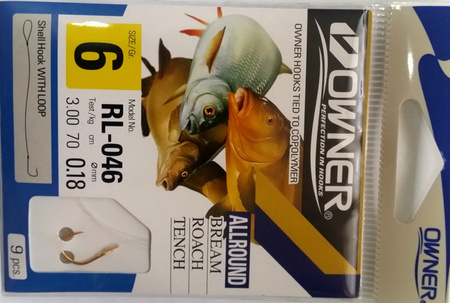 OWNER
OWNER®
PERFECTION IN HOOKS
OWNER HOOKS TIED TO COPOLYMER
ALLROUND
BREAM
ROACH
TENCH
SIZE/Gr.
6
Model No.
RL-046
Test/kg cm Ømm
3.00 70 0.18
Shell Hook WITH LOOP
9 pcs.